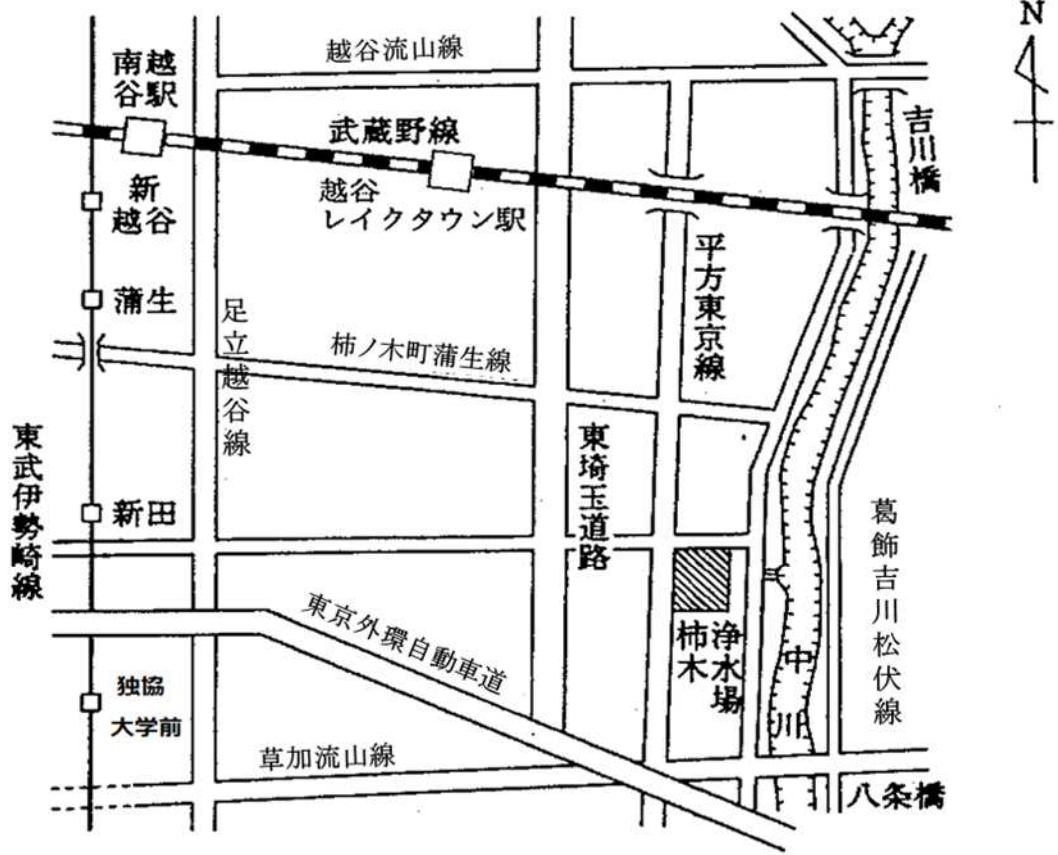 N
越谷流山線
南越
谷駅
武蔵野線
吉川橋
新
越谷
越谷
レイクタウン駅
平方東京線
蒲生
足立越谷線
柿ノ木町蒲生線
東武伊勢崎線
新田
東埼玉道路
葛飾吉川松伏線
東京外環自動車道
柿木
浄水場
中川
独協
大学前
草加流山線
八条橋